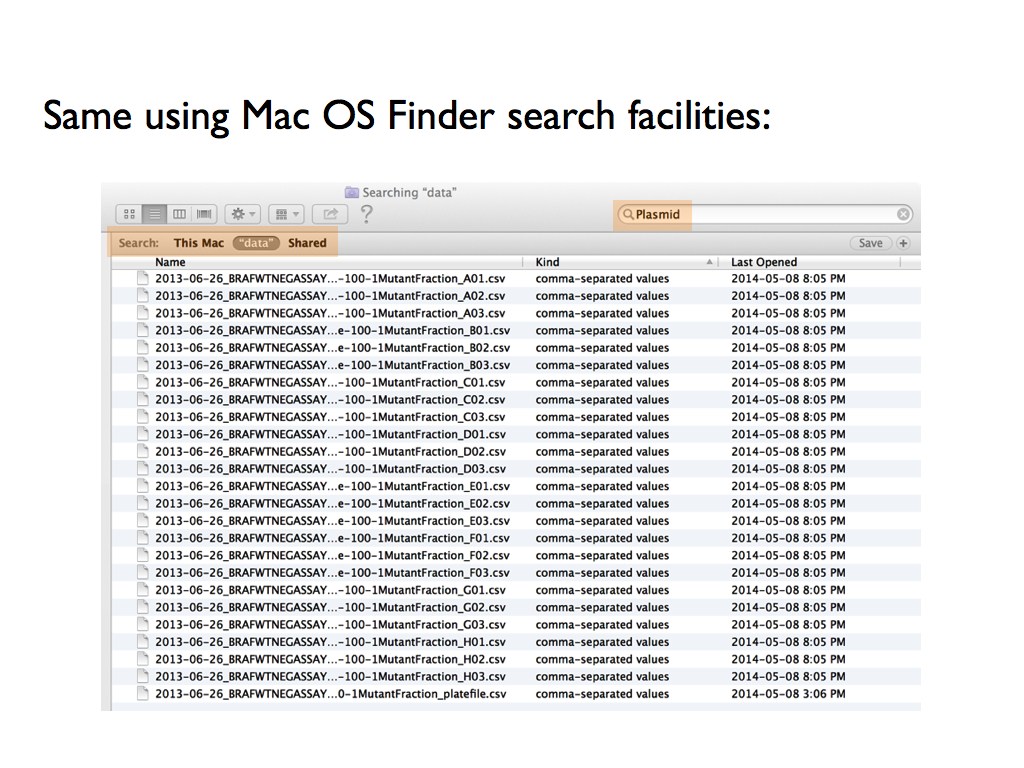 Same using Mac OS Finder search facilities:
Searching “data”
?
Plasmid
Search: This Mac “data” Shared Save +
Name Kind Last Opened
2013-06-26_BRAFWTNEGASSAY...-100-1MutantFraction_A01.csv comma-separated values 2014-05-08 8:05 PM
2013-06-26_BRAFWTNEGASSAY...-100-1MutantFraction_A02.csv comma-separated values 2014-05-08 8:05 PM
2013-06-26_BRAFWTNEGASSAY...-100-1MutantFraction_A03.csv comma-separated values 2014-05-08 8:05 PM
2013-06-26_BRAFWTNEGASSAY...e-100-1MutantFraction_B01.csv comma-separated values 2014-05-08 8:05 PM
2013-06-26_BRAFWTNEGASSAY...e-100-1MutantFraction_B02.csv comma-separated values 2014-05-08 8:05 PM
2013-06-26_BRAFWTNEGASSAY...e-100-1MutantFraction_B03.csv comma-separated values 2014-05-08 8:05 PM
2013-06-26_BRAFWTNEGASSAY...-100-1MutantFraction_C01.csv comma-separated values 2014-05-08 8:05 PM
2013-06-26_BRAFWTNEGASSAY...-100-1MutantFraction_C02.csv comma-separated values 2014-05-08 8:05 PM
2013-06-26_BRAFWTNEGASSAY...-100-1MutantFraction_C03.csv comma-separated values 2014-05-08 8:05 PM
2013-06-26_BRAFWTNEGASSAY...-100-1MutantFraction_D01.csv comma-separated values 2014-05-08 8:05 PM
2013-06-26_BRAFWTNEGASSAY...-100-1MutantFraction_D02.csv comma-separated values 2014-05-08 8:05 PM
2013-06-26_BRAFWTNEGASSAY...-100-1MutantFraction_D03.csv comma-separated values 2014-05-08 8:05 PM
2013-06-26_BRAFWTNEGASSAY...e-100-1MutantFraction_E01.csv comma-separated values 2014-05-08 8:05 PM
2013-06-26_BRAFWTNEGASSAY...e-100-1MutantFraction_E02.csv comma-separated values 2014-05-08 8:05 PM
2013-06-26_BRAFWTNEGASSAY...e-100-1MutantFraction_E03.csv comma-separated values 2014-05-08 8:05 PM
2013-06-26_BRAFWTNEGASSAY...e-100-1MutantFraction_F01.csv comma-separated values 2014-05-08 8:05 PM
2013-06-26_BRAFWTNEGASSAY...e-100-1MutantFraction_F02.csv comma-separated values 2014-05-08 8:05 PM
2013-06-26_BRAFWTNEGASSAY...e-100-1MutantFraction_F03.csv comma-separated values 2014-05-08 8:05 PM
2013-06-26_BRAFWTNEGASSAY...-100-1MutantFraction_G01.csv comma-separated values 2014-05-08 8:05 PM
2013-06-26_BRAFWTNEGASSAY...-100-1MutantFraction_G02.csv comma-separated values 2014-05-08 8:05 PM
2013-06-26_BRAFWTNEGASSAY...-100-1MutantFraction_G03.csv comma-separated values 2014-05-08 8:05 PM
2013-06-26_BRAFWTNEGASSAY...-100-1MutantFraction_H01.csv comma-separated values 2014-05-08 8:05 PM
2013-06-26_BRAFWTNEGASSAY...-100-1MutantFraction_H02.csv comma-separated values 2014-05-08 8:05 PM
2013-06-26_BRAFWTNEGASSAY...-100-1MutantFraction_H03.csv comma-separated values 2014-05-08 8:05 PM
2013-06-26_BRAFWTNEGASSAY...0-1MutantFraction_platefile.csv comma-separated values 2014-05-08 3:06 PM